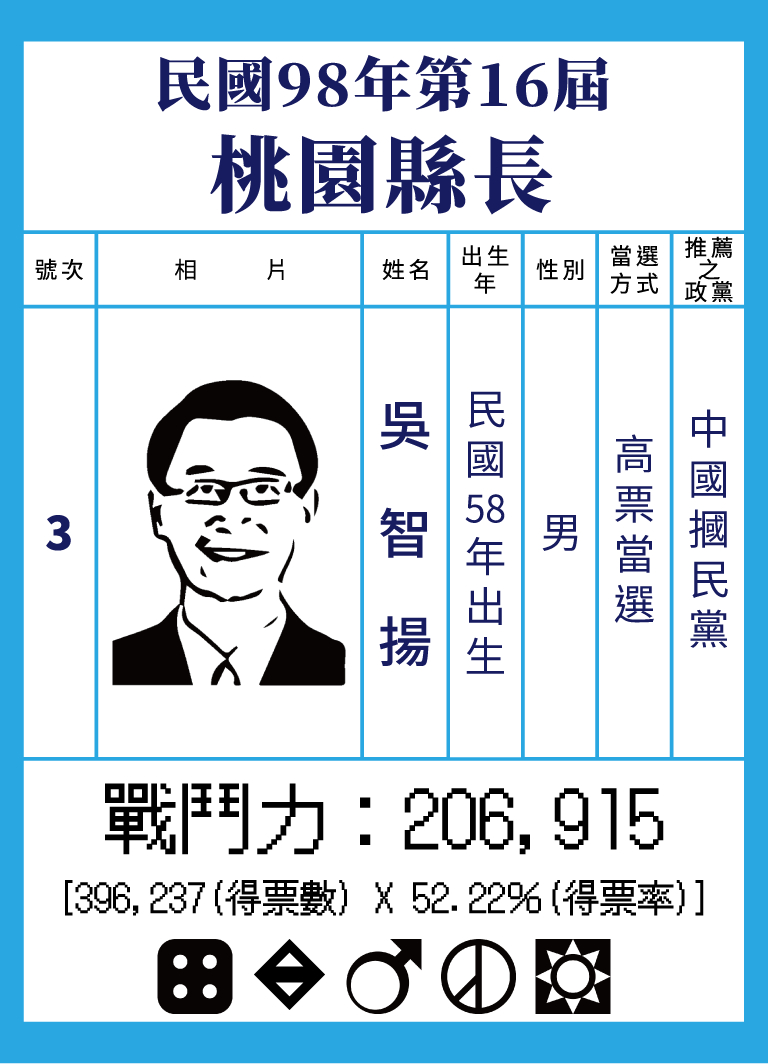 民國98年第16屆
桃園縣長
號次
相 片
姓名
出生
年
性別
當選
方式
推薦
之
政黨
3
吳智揚
民國58年出生
男
高票當選
中國摑民黨
戰鬥力：206,915
[396,237(得票數) X 52.22%(得票率)]